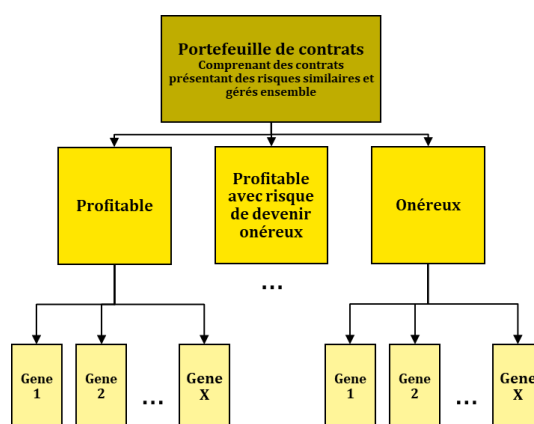 Portefeuille de contrats
Comprenant des contrats
présentant des risques similaires et
gérés ensemble
Profitable
Profitable
avec risque
de devenir
onéreux
Onéreux
...
Gene
1
Gene
2
...
Gene
X
Gene
1
Gene
2
...
Gene
X